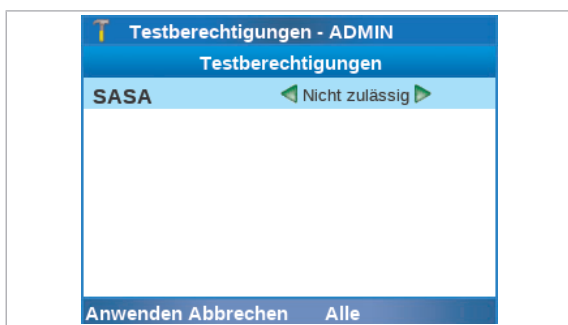 Testberechtigungen - ADMIN
Testberechtigungen
SASA Nicht zulässig
Anwenden Abbrechen Alle